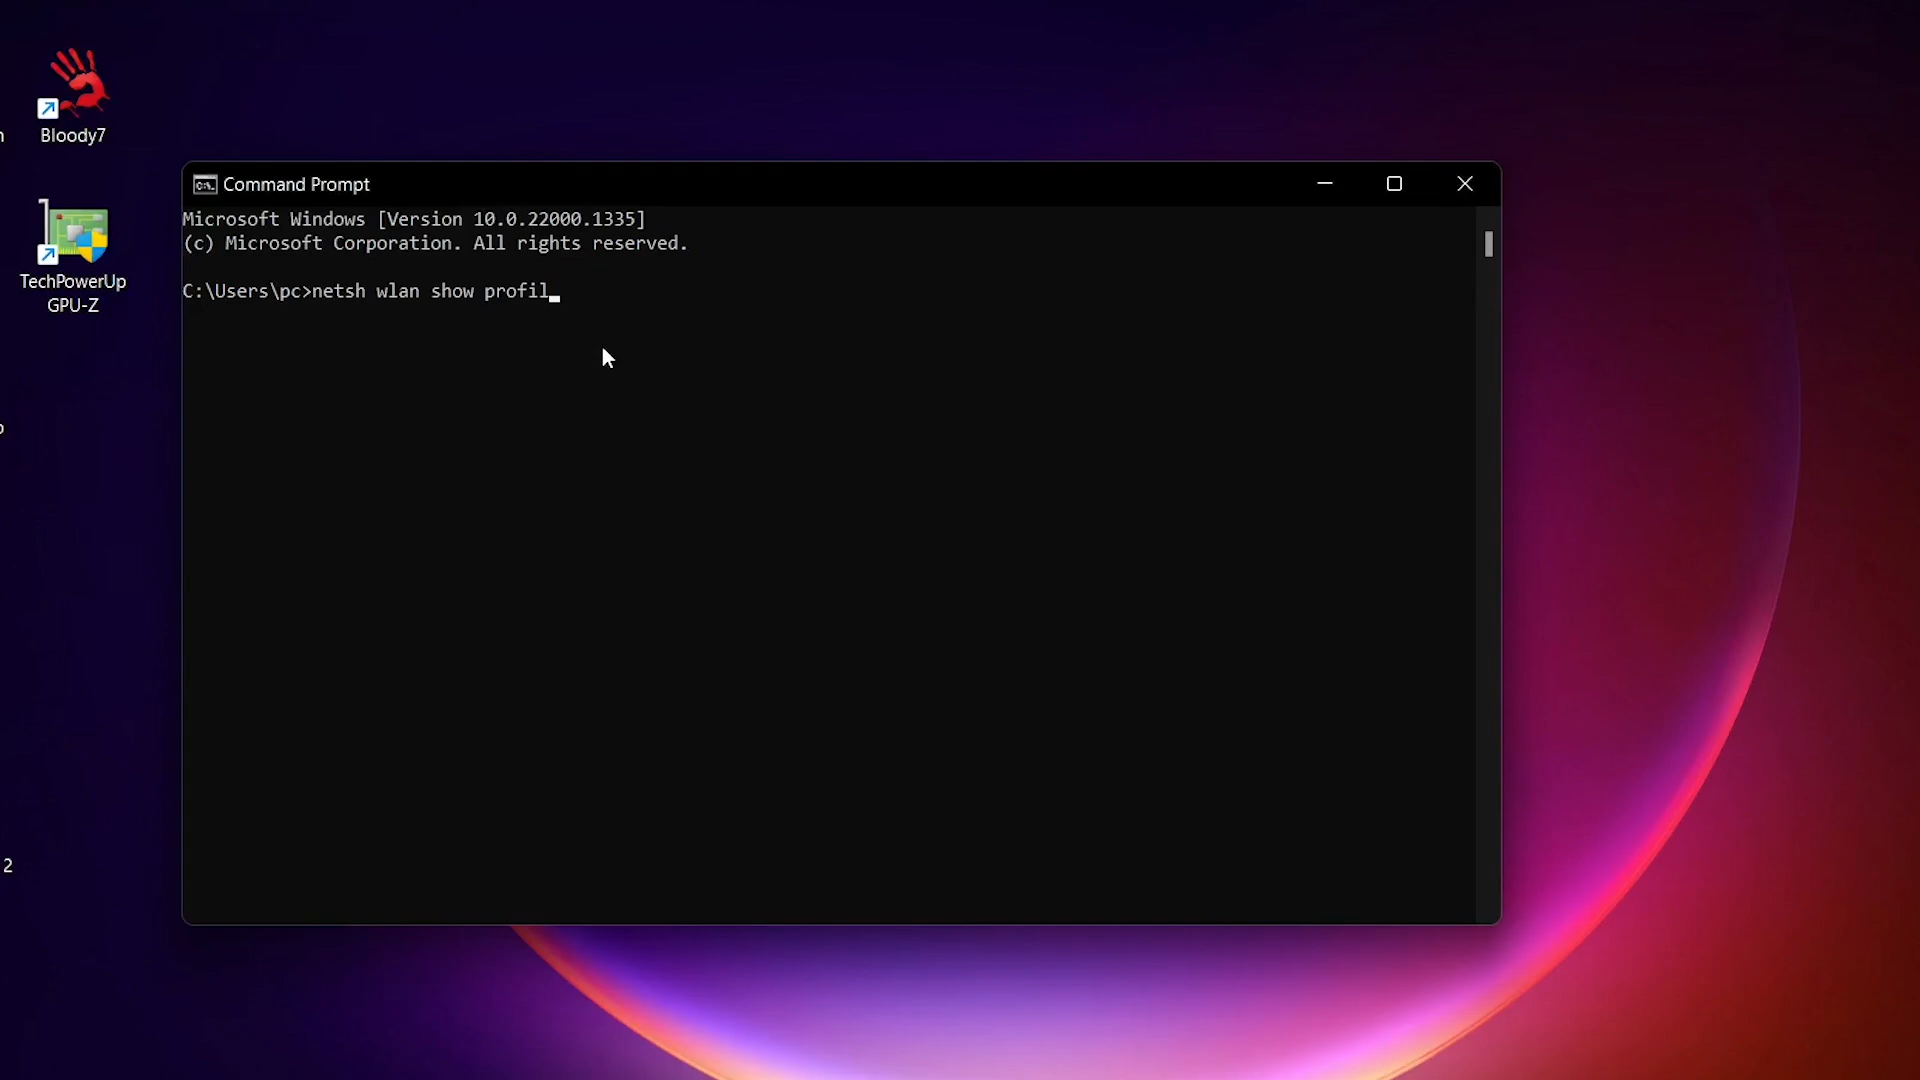 n
Bloody7
TechPowerUp
GPU-Z
2
Command Prompt
Microsoft Windows [Version 10.0.22000.1335]
(c) Microsoft Corporation. All rights reserved.
C:\Users\pc>netsh wlan show profil